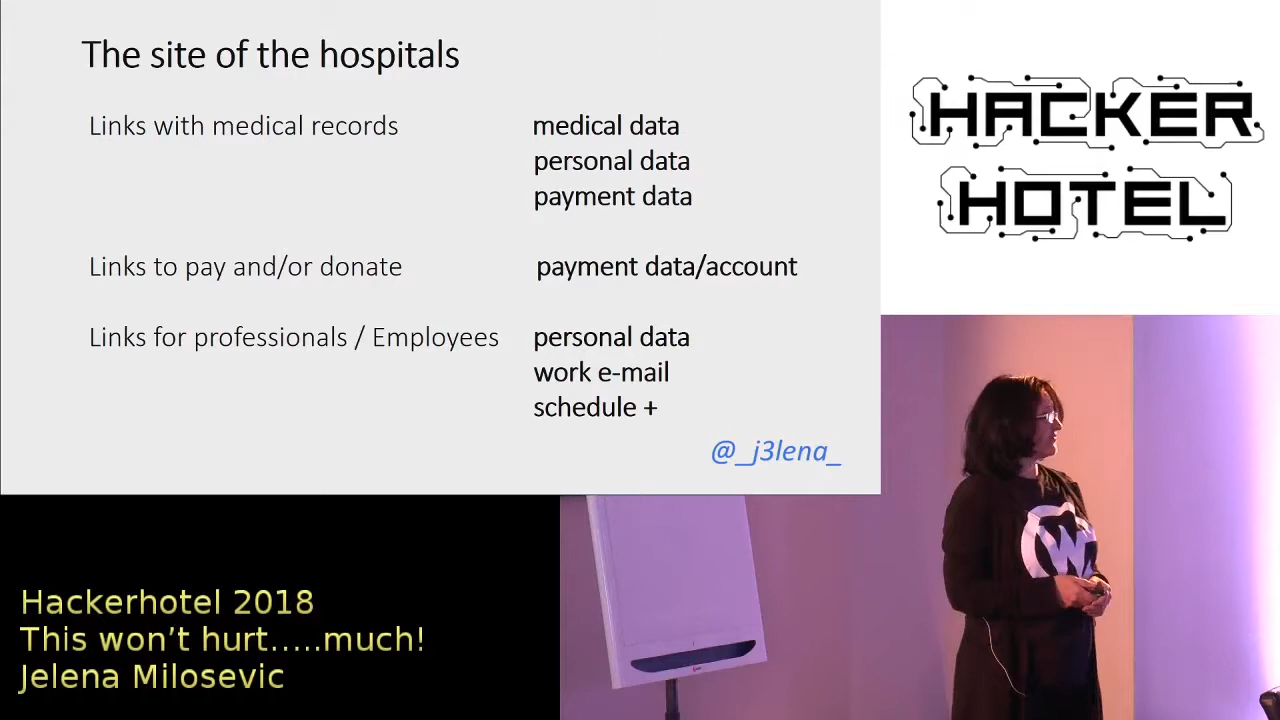 The site of the hospitals
Links with medical records medical data
personal data
payment data
Links to pay and/or donate payment data/account
Links for professionals / Employees personal data
work e-mail
schedule +
@_j3lena_
HACKER
HOTEL
W
Hackerhotel 2018
This won't hurt.....much!
Jelena Milosevic